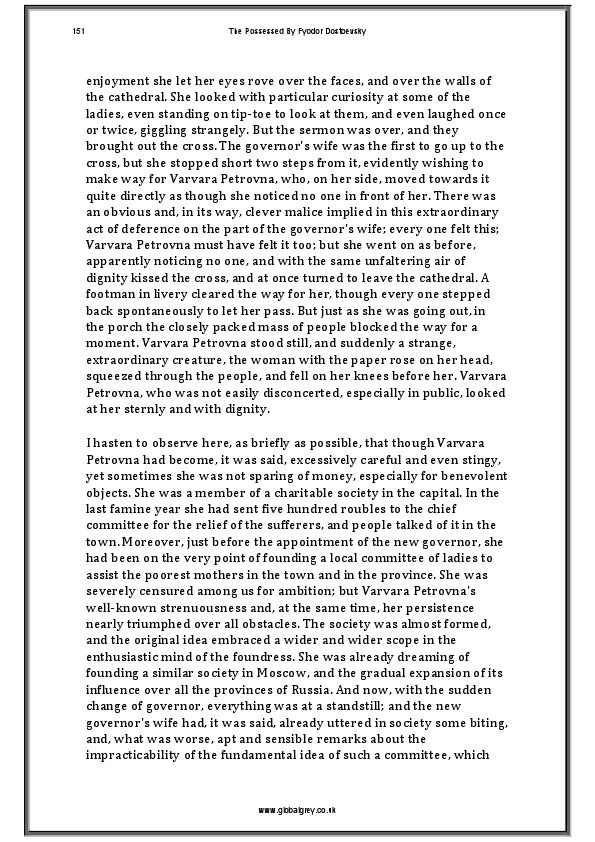 151
The Possessed By Fyodor Dostoevsky
enjoyment she let her eyes rove over the faces, and over the walls of
the cathedral. She looked with particular curiosity at some of the
ladies, even standing on tip-toe to look at them, and even laughed once
or twice, giggling strangely. But the sermon was over, and they
brought out the cross. The governor's wife was the first to go up to the
cross, but she stopped short two steps from it, evidently wishing to
make way for Varvara Petrovna, who, on her side, moved towards it
quite directly as though she noticed no one in front of her. There was
an obvious and, in its way, clever malice implied in this extraordinary
act of deference on the part of the governor's wife; every one felt this;
Varvara Petrovna must have felt it too; but she went on as before,
apparently noticing no one, and with the same unfaltering air of
dignity kissed the cross, and at once turned to leave the cathedral. A
footman in livery cleared the way for her, though every one stepped
back spontaneously to let her pass. But just as she was going out, in
the porch the closely packed mass of people blocked the way for a
moment. Varvara Petrovna stood still, and suddenly a strange,
extraordinary creature, the woman with the paper rose on her head,
squeezed through the people, and fell on her knees before her. Varvara
Petrovna, who was not easily disconcerted, especially in public, looked
at her sternly and with dignity.
I hasten to observe here, as briefly as possible, that though Varvara
Petrovna had become, it was said, excessively careful and even stingy,
yet sometimes she was not sparing of money, especially for benevolent
objects. She was a member of a charitable society in the capital. In the
last famine year she had sent five hundred roubles to the chief
committee for the relief of the sufferers, and people talked of it in the
town. Moreover, just before the appointment of the new governor, she
had been on the very point of founding a local committee of ladies to
assist the poorest mothers in the town and in the province. She was
severely censured among us for ambition; but Varvara Petrovna's
well-known strenuousness and, at the same time, her persistence
nearly triumphed over all obstacles. The society was almost formed,
and the original idea embraced a wider and wider scope in the
enthusiastic mind of the foundress. She was already dreaming of
founding a similar society in Moscow, and the gradual expansion of its
influence over all the provinces of Russia. And now, with the sudden
change of governor, everything was at a standstill; and the new
governor's wife had, it was said, already uttered in society some biting,
and, what was worse, apt and sensible remarks about the
impracticability of the fundamental idea of such a committee, which
www.globalgrey.co.uk